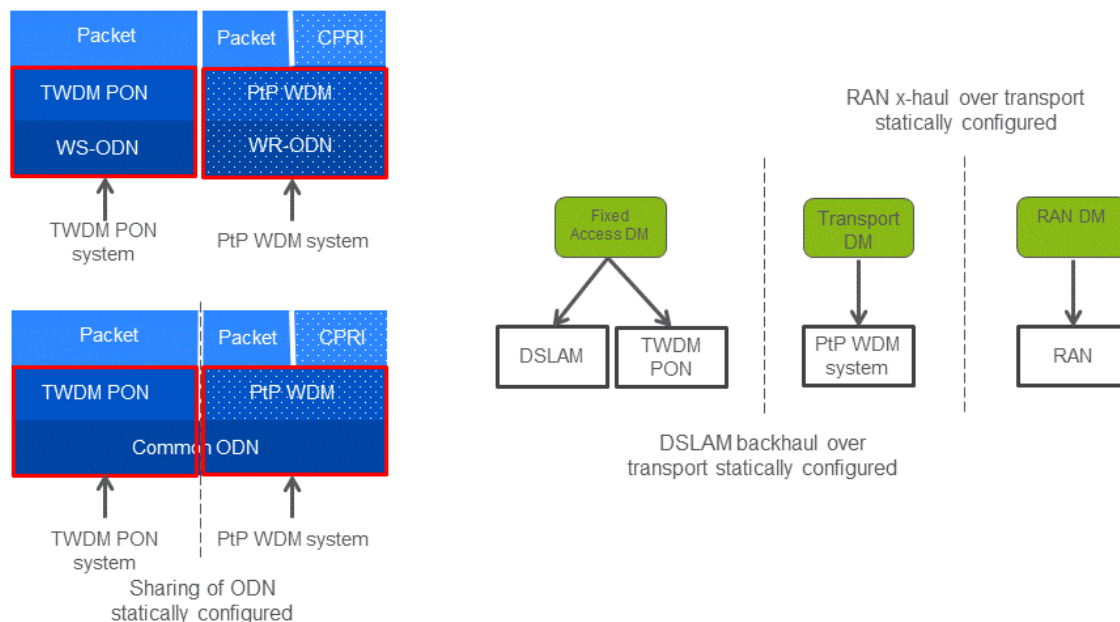 Packet
Packet
CPRI
TWDM PON
PtP WDM
WS-ODN
WR-ODN
TWDM PON
system
PtP WDM system
Packet
Packet
CPRI
TWDM PON
PtP WDM
Common ODN
TWDM PON
system
PtP WDM system
Sharing of ODN
statically configured
RAN x-haul over transport
statically configured
Fixed
Access DM
Transport
DM
RAN DM
DSLAM
TWDM
PON
PtP WDM
system
RAN
DSLAM backhaul over
transport statically configured